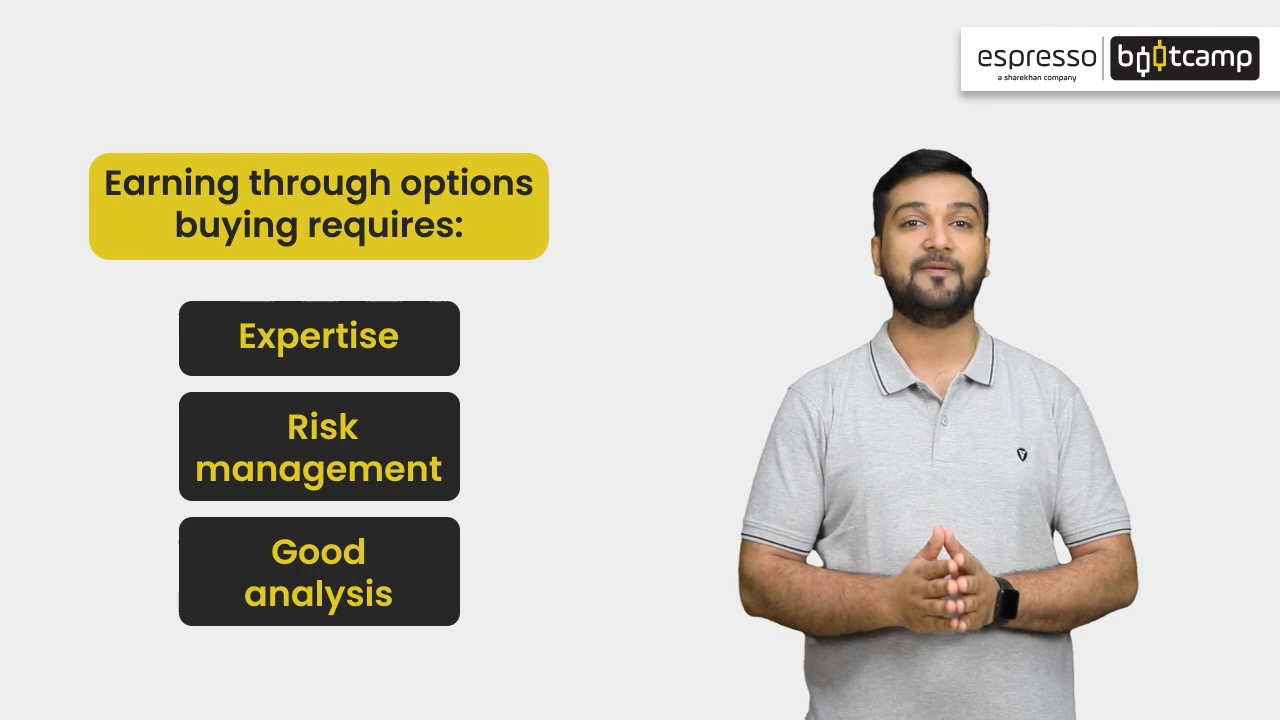 espresso
a sharekhan company
bootcamp
Earning through options
buying requires:
Expertise
Risk
management
Good
analysis